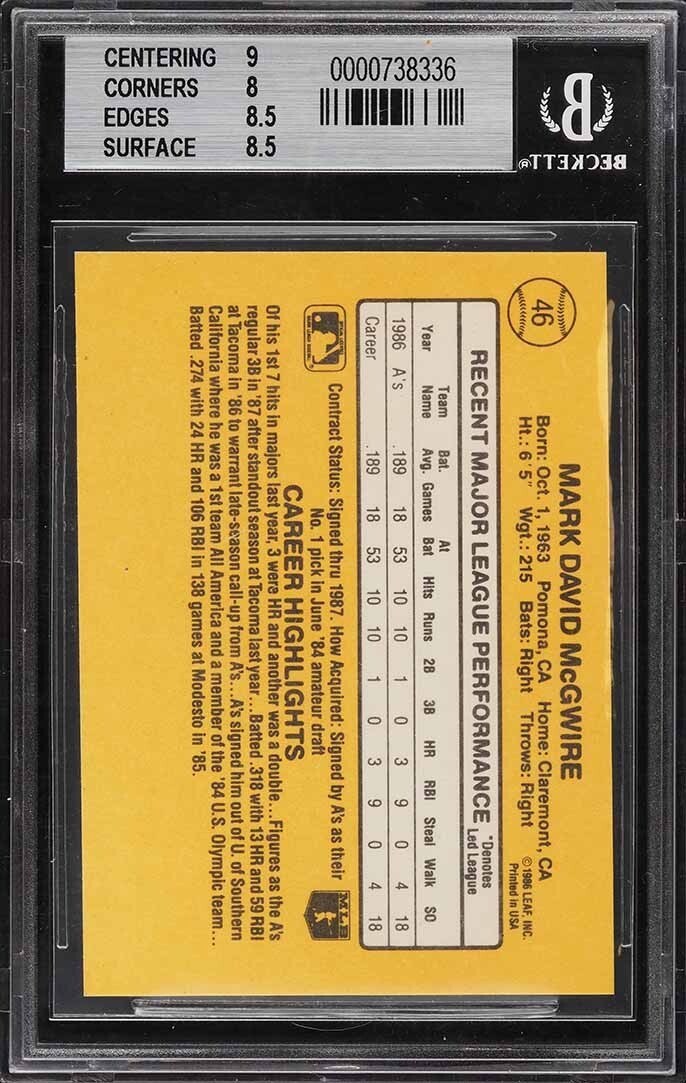 CENTERING 9
CORNERS 8
EDGES 8.5
SURFACE 8.5
0000738336
B
BECKETT®
46
MARK DAVID McGWIRE
Born: Oct. 1, 1963 Pomona, CA Home: Claremont, CA
Ht.: 6'5" Wgt.: 215 Bats: Right Throws: Right
©1986 LEAF, INC.
Printed in USA
RECENT MAJOR LEAGUE PERFORMANCE
*Denotes
Led League
Year Team Name Bat. Avg. Games At Bat Hits Runs 2B 3B HR RBI Steal Walk SO
1986 A's .189 18 53 10 10 1 0 3 9 0 4 18
Career .189 18 53 10 10 1 0 3 9 0 4 18
Contract Status: Signed thru 1987. How Acquired: Signed by A's as their
No. 1 pick in June '84 amateur draft
MLB
CAREER HIGHLIGHTS
Of his 1st 7 hits in majors last year, 3 were HR and another was a double...Figures as the A's
regular 3B in '87 after standout season at Tacoma last year...Batted .318 with 13 HR and 59 RBI
at Tacoma in '86 to warrant late-season call-up from A's...A's signed him out of U. of Southern
California where he was a 1st team All America and a member of the '84 U.S. Olympic team...
Batted .274 with 24 HR and 106 RBI in 138 games at Modesto in '85.